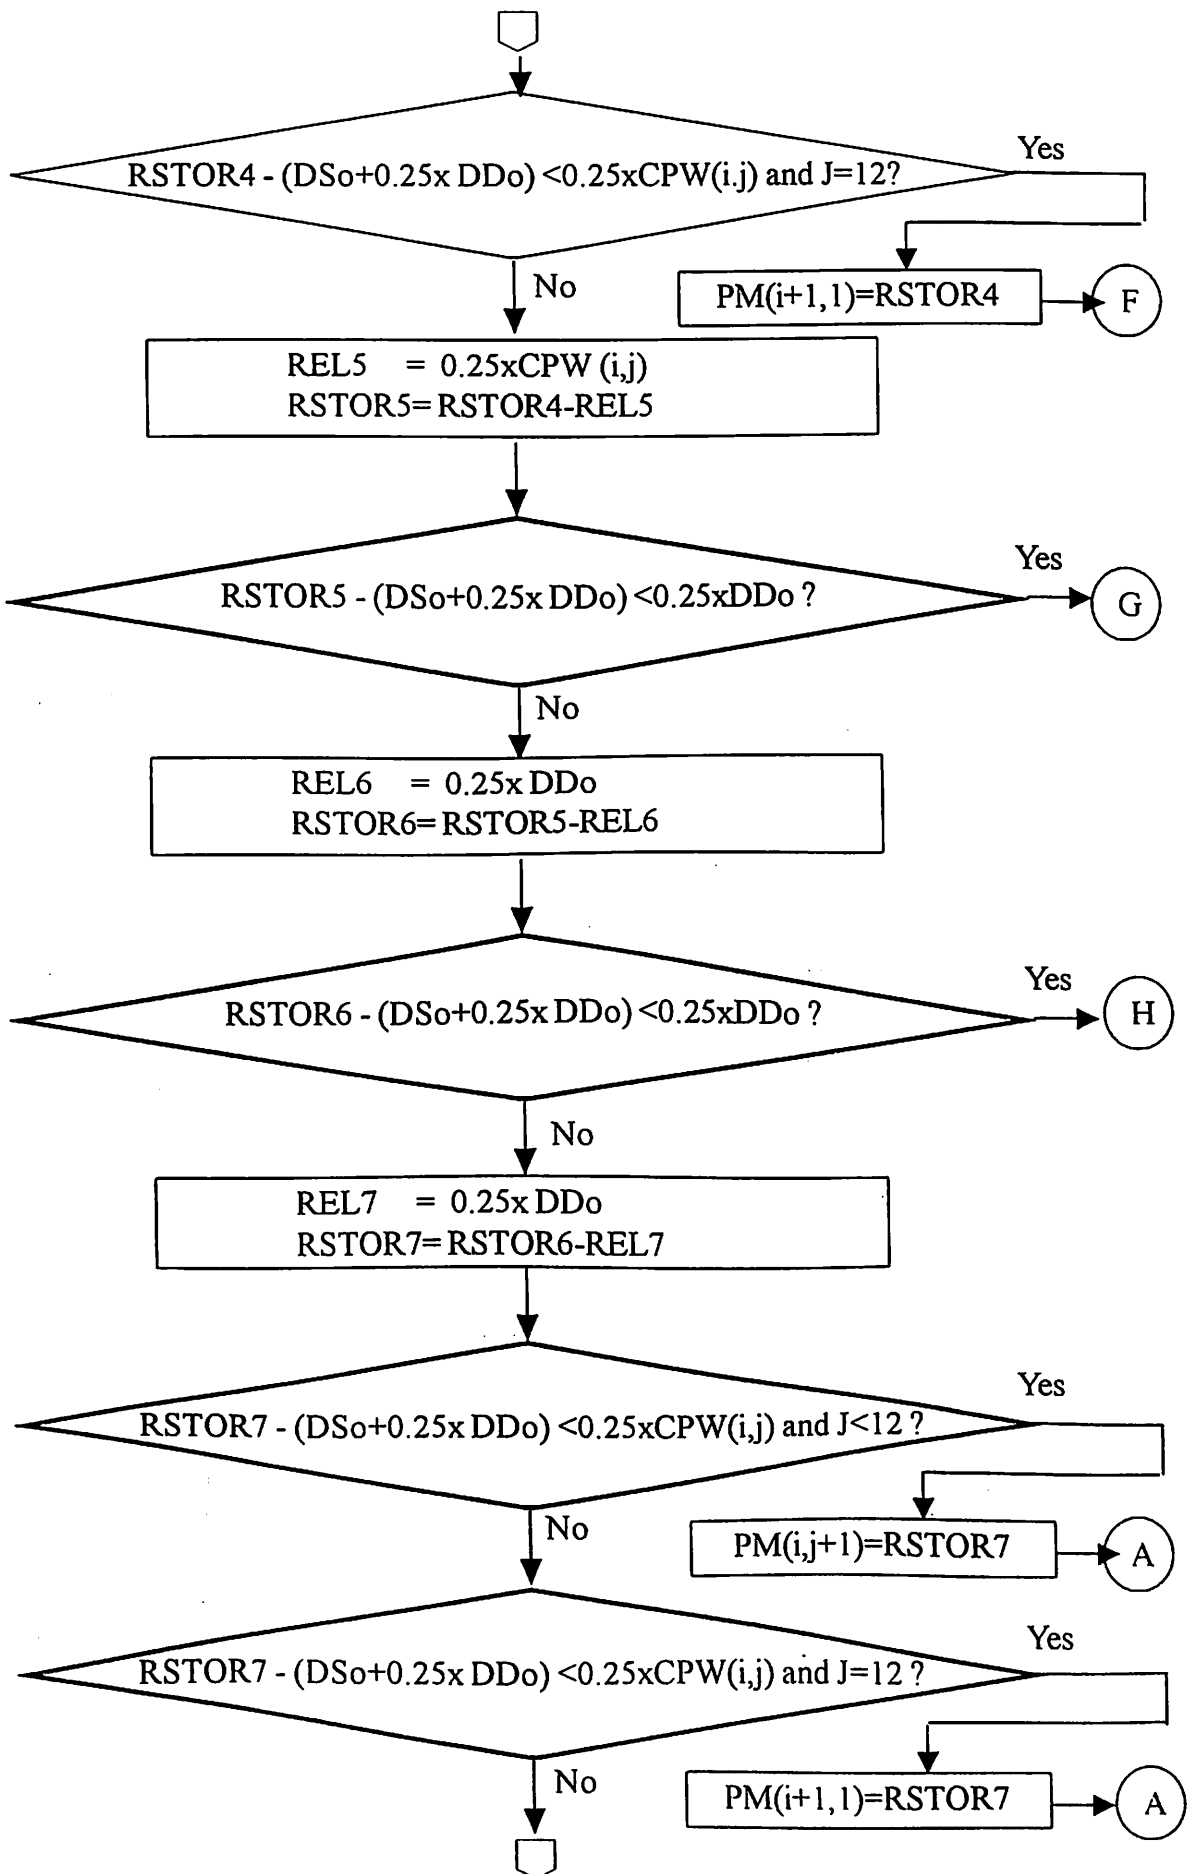 Yes
RSTOR4 - (DSo+0.25x DDo) <0.25xCPW(i.j) and J=12?
No
PM(i+1,1)=RSTOR4
F
REL5 = 0.25xCPW (i,j)
RSTOR5= RSTOR4-REL5
Yes
RSTOR5 - (DSo+0.25x DDo) <0.25xDDo ?
G
No
REL6 = 0.25x DDo
RSTOR6= RSTOR5-REL6
Yes
RSTOR6 - (DSo+0.25x DDo) <0.25xDDo ?
H
No
REL7 = 0.25x DDo
RSTOR7= RSTOR6-REL7
Yes
RSTOR7 - (DSo+0.25x DDo) <0.25xCPW(i,j) and J<12 ?
No
PM(i,j+1)=RSTOR7
A
Yes
RSTOR7 - (DSo+0.25x DDo) <0.25xCPW(i,j) and J=12 ?
No
PM(i+1,1)=RSTOR7
A